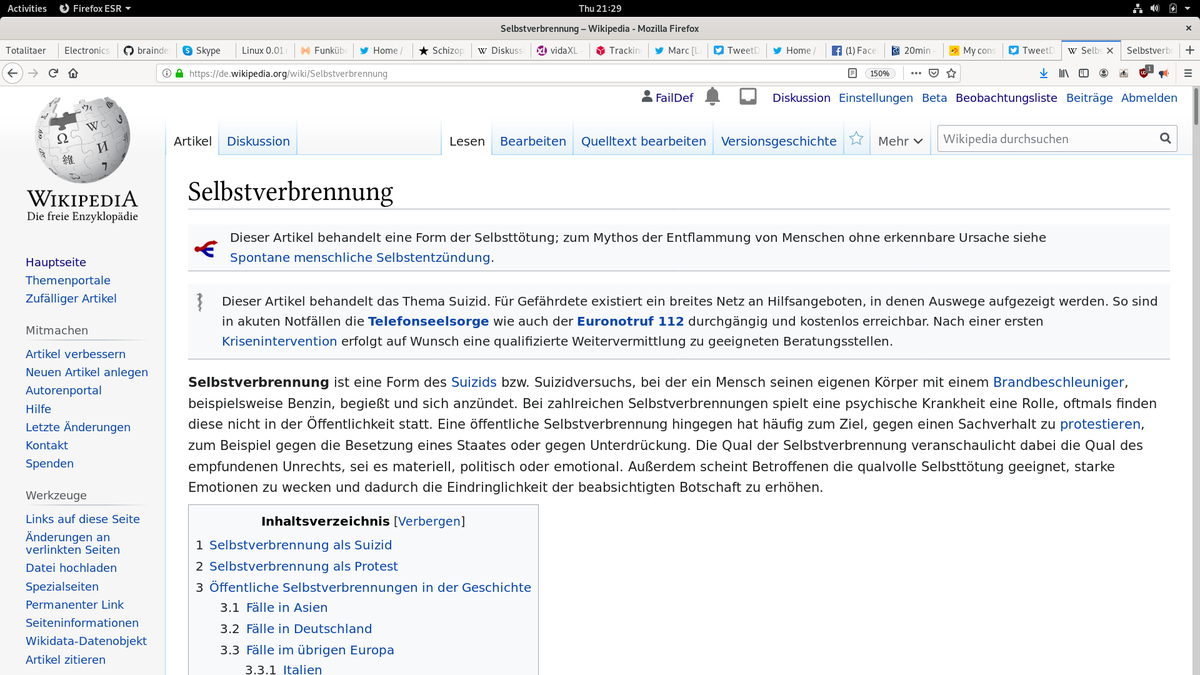 Activities Firefox ESR Thu 21:29
Selbstverbrennung – Wikipedia - Mozilla Firefox
Totalitaer Electronics brainde Skype Linux 0.01 Funküb Home / Schizop Diskuss vidaXL Trackin Marc [L TweetD Home / (1) Face 20min - My cons TweetD Selb Selbstverb
https://de.wikipedia.org/wiki/Selbstverbrennung 150%
FailDef Diskussion Einstellungen Beta Beobachtungsliste Beiträge Abmelden
Artikel Diskussion Lesen Bearbeiten Quelltext bearbeiten Versionsgeschichte Mehr Wikipedia durchsuchen
WIKIPEDIA
Die freie Enzyklopädie
Hauptseite
Themenportale
Zufälliger Artikel
Mitmachen
Artikel verbessern
Neuen Artikel anlegen
Autorenportal
Hilfe
Letzte Änderungen
Kontakt
Spenden
Werkzeuge
Links auf diese Seite
Änderungen an
verlinkten Seiten
Datei hochladen
Spezialseiten
Permanenter Link
Seiteninformationen
Wikidata-Datenobjekt
Artikel zitieren
Selbstverbrennung
Dieser Artikel behandelt eine Form der Selbsttötung; zum Mythos der Entflammung von Menschen ohne erkennbare Ursache siehe
Spontane menschliche Selbstentzündung.
Dieser Artikel behandelt das Thema Suizid. Für Gefährdete existiert ein breites Netz an Hilfsangeboten, in denen Auswege aufgezeigt werden. So sind
in akuten Notfällen die Telefonseelsorge wie auch der Euronotruf 112 durchgängig und kostenlos erreichbar. Nach einer ersten
Krisenintervention erfolgt auf Wunsch eine qualifizierte Weitervermittlung zu geeigneten Beratungsstellen.
Selbstverbrennung ist eine Form des Suizids bzw. Suizidversuchs, bei der ein Mensch seinen eigenen Körper mit einem Brandbeschleuniger,
beispielsweise Benzin, begießt und sich anzündet. Bei zahlreichen Selbstverbrennungen spielt eine psychische Krankheit eine Rolle, oftmals finden
diese nicht in der Öffentlichkeit statt. Eine öffentliche Selbstverbrennung hingegen hat häufig zum Ziel, gegen einen Sachverhalt zu protestieren,
zum Beispiel gegen die Besetzung eines Staates oder gegen Unterdrückung. Die Qual der Selbstverbrennung veranschaulicht dabei die Qual des
empfundenen Unrechts, sei es materiell, politisch oder emotional. Außerdem scheint Betroffenen die qualvolle Selbsttötung geeignet, starke
Emotionen zu wecken und dadurch die Eindringlichkeit der beabsichtigten Botschaft zu erhöhen.
Inhaltsverzeichnis [Verbergen]
1 Selbstverbrennung als Suizid
2 Selbstverbrennung als Protest
3 Öffentliche Selbstverbrennungen in der Geschichte
3.1 Fälle in Asien
3.2 Fälle in Deutschland
3.3 Fälle im übrigen Europa
3.3.1 Italien